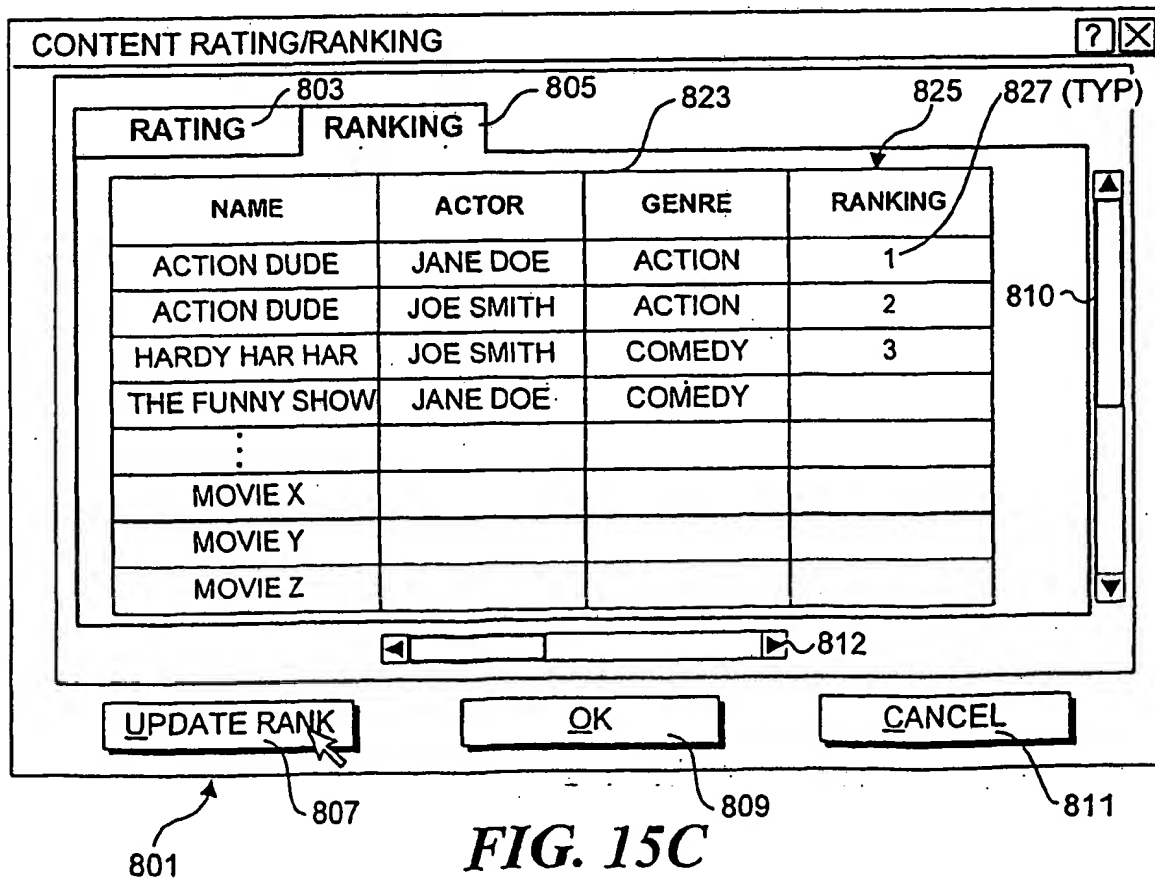 CONTENT RATING/RANKING ? X
803 805 823 825 827 (TYP)
RATING RANKING
NAME ACTOR GENRE RANKING
ACTION DUDE JANE DOE ACTION 1
ACTION DUDE JOE SMITH ACTION 2
810
HARDY HAR HAR JOE SMITH COMEDY 3
THE FUNNY SHOW JANE DOE COMEDY
MOVIE X
MOVIE Y
MOVIE Z
812
UPDATE RANK OK CANCEL
807 809 811
801
FIG. 15C